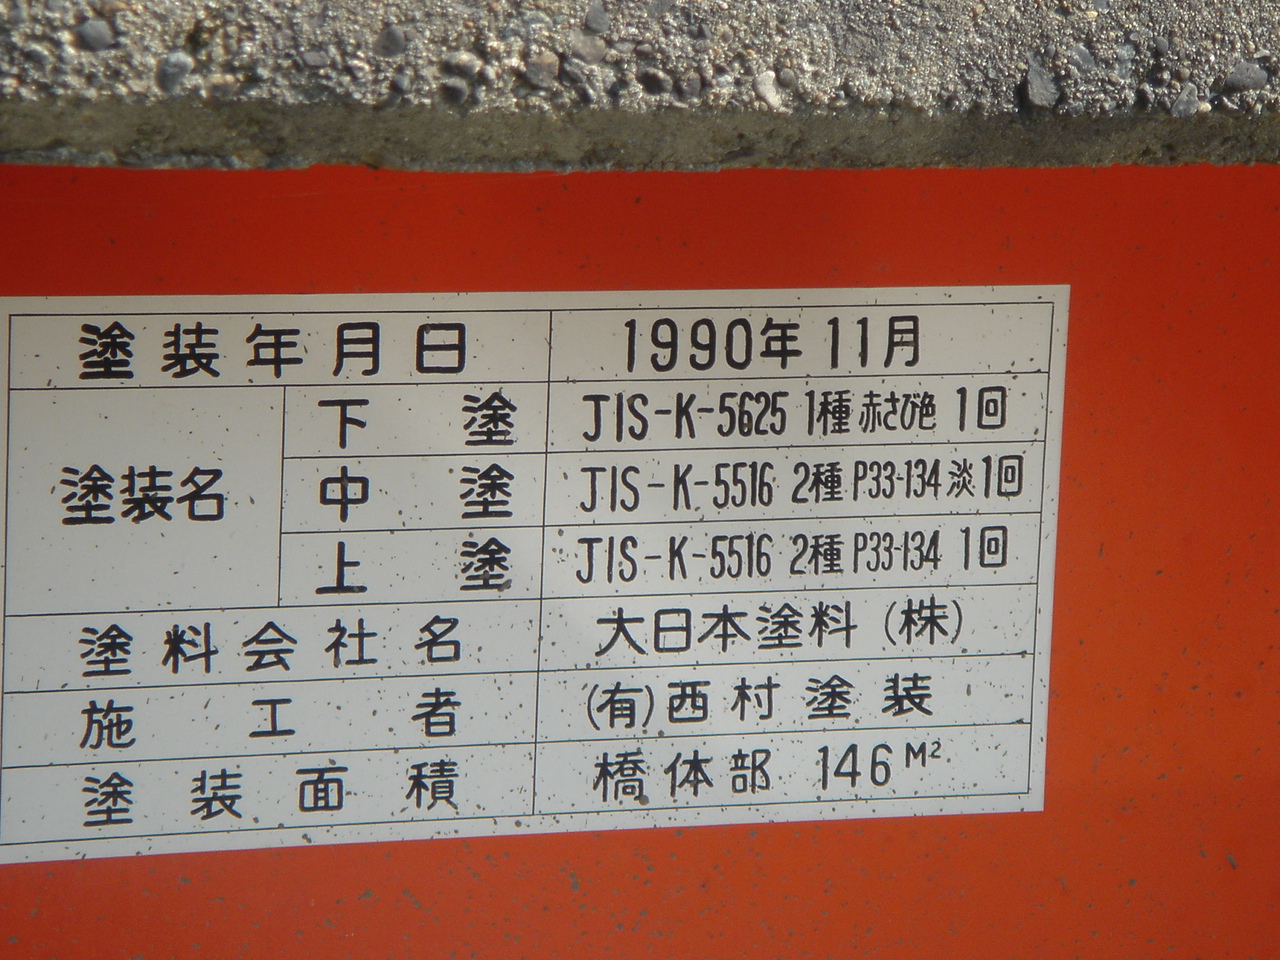 塗装年月日 1990年11月
塗装名 下塗 JIS-K-5625 1種 赤さび色 1回
中塗 JIS-K-5516 2種 P33-134 淡 1回
上塗 JIS-K-5516 2種 P33-134 1回
塗料会社名 大日本塗料(株)
施工者 (有)西村塗装
塗装面積 橋体部 146M²